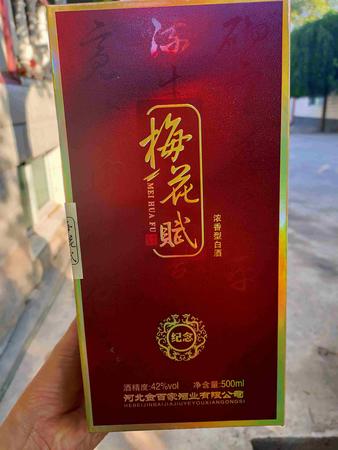 梅花赋
MEI HUA FU
浓香型白酒
纪念
酒精度:42%vol 净含量:500ml
河北金百家酒业有限公司
HEBEIJINBAIJIAJIUYEYOUXIANGONGSI